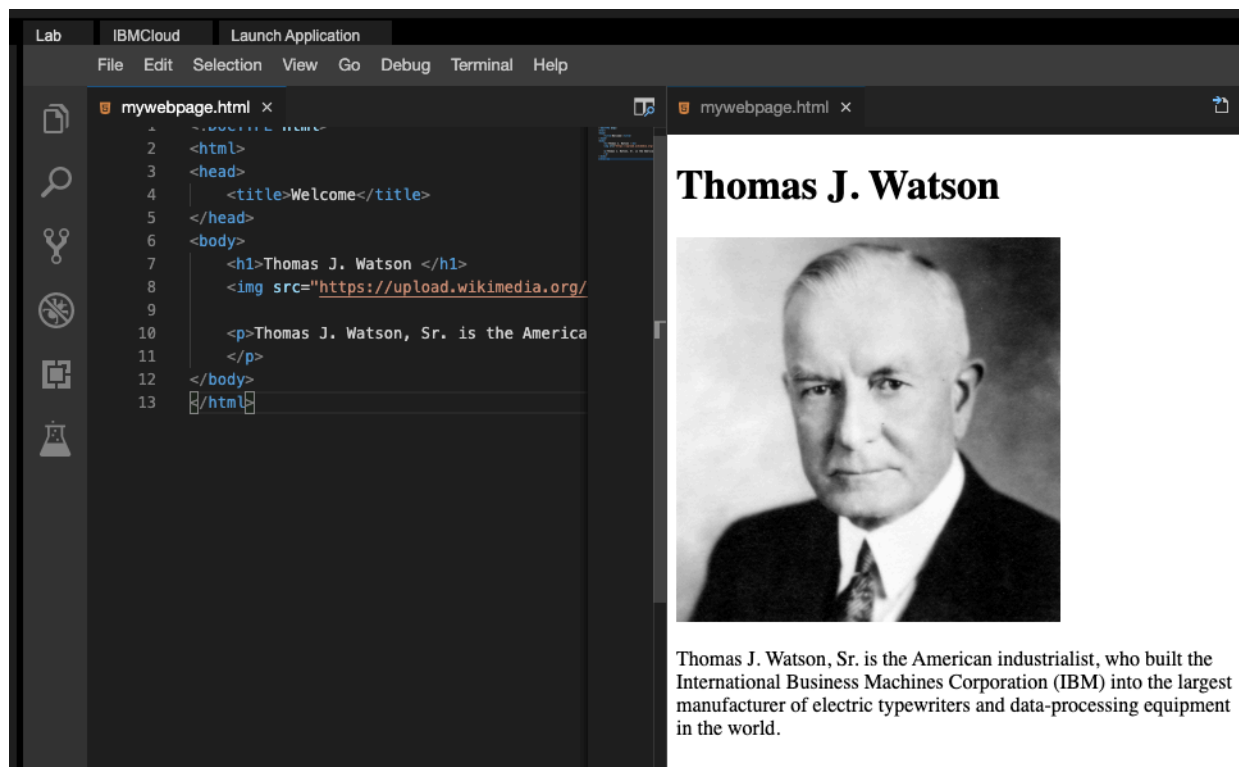 Lab IBMCloud Launch Application
File Edit Selection View Go Debug Terminal Help
mywebpage.html ×
1 <!DOCTYPE html>
2 <html>
3 <head>
4 <title>Welcome</title>
5 </head>
6 <body>
7 <h1>Thomas J. Watson </h1>
8 <img src="https://upload.wikimedia.org/
9
10 <p>Thomas J. Watson, Sr. is the America
11 </p>
12 </body>
13 </html>
mywebpage.html ×
Thomas J. Watson
Thomas J. Watson, Sr. is the American industrialist, who built the
International Business Machines Corporation (IBM) into the largest
manufacturer of electric typewriters and data-processing equipment
in the world.